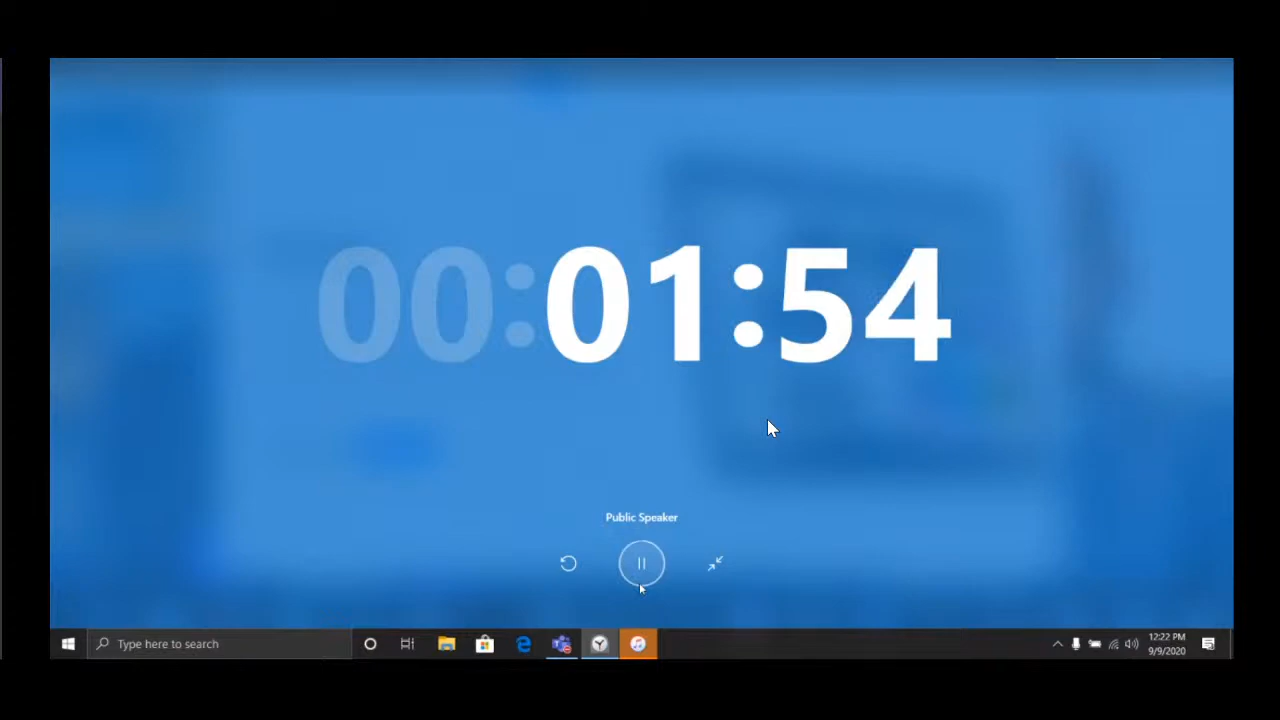 00:01:54
Public Speaker
Type here to search
12:22 PM
9/9/2020